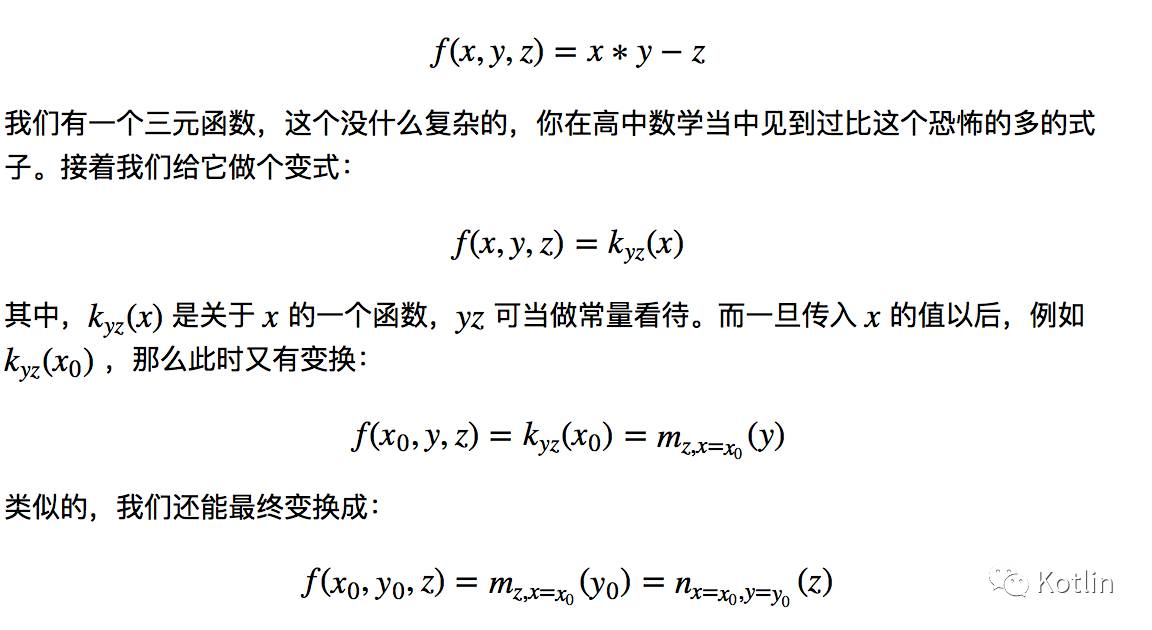 f(x, y, z) = x * y − z
我们有一个三元函数，这个没什么复杂的，你在高中数学当中见到过比这个恐怖的多的式
子。接着我们给它做个变式：
f(x, y, z) = k_{yz}(x)
其中，k_{yz}(x) 是关于 x 的一个函数，yz 可当做常量看待。而一旦传入 x 的值以后，例如
k_{yz}(x_0) ，那么此时又有变换：
f(x_0, y, z) = k_{yz}(x_0) = m_{z,x=x_0}(y)
类似的，我们还能最终变换成：
f(x_0, y_0, z) = m_{z,x=x_0}(y_0) = n_{x=x_0,y=y_0}(z)
Kotlin